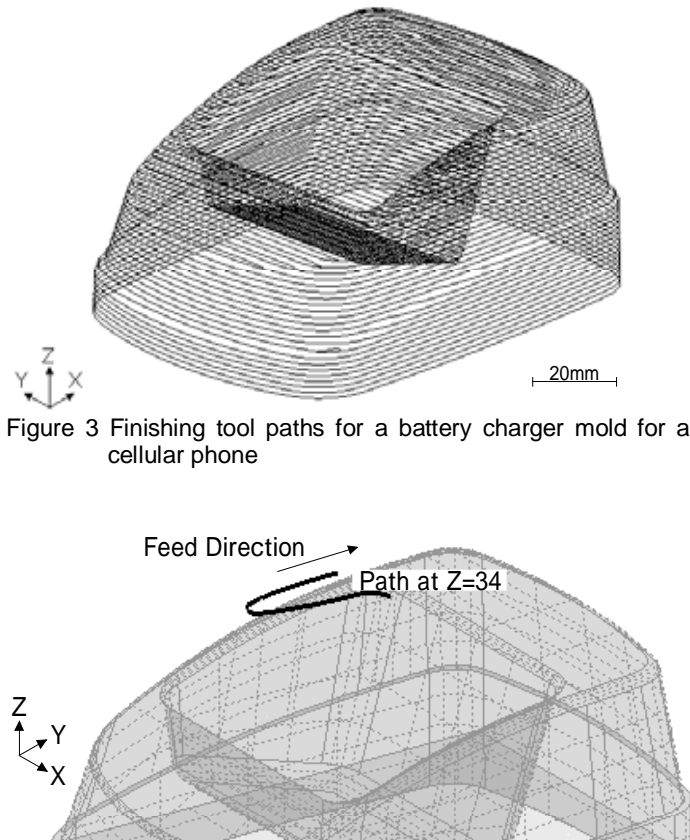 Z
Y X
20mm
Figure 3 Finishing tool paths for a battery charger mold for a
cellular phone
Feed Direction
Path at Z=34
Z
Y
X